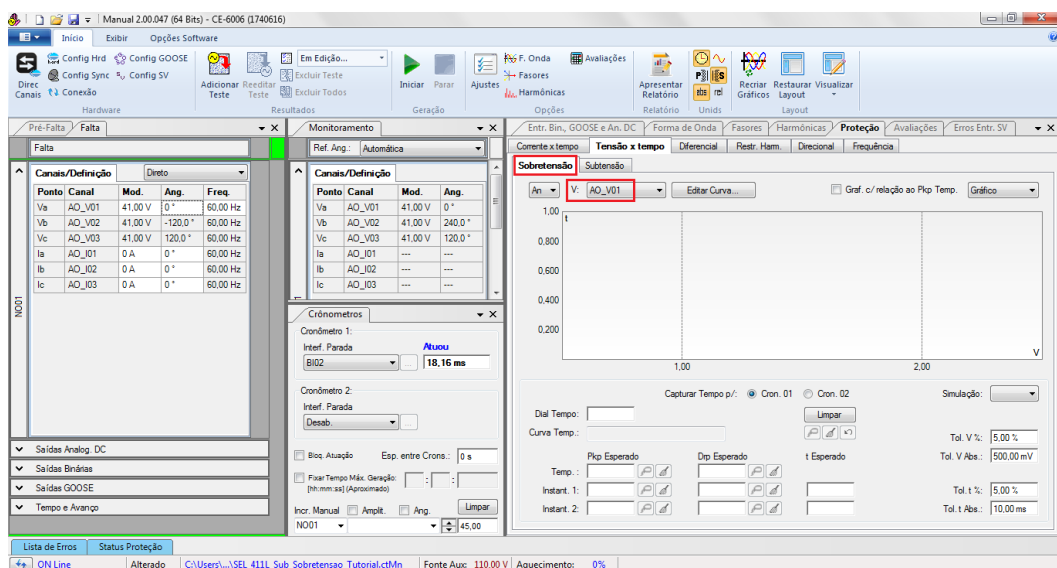 Manual 2.00.047 (64 Bits) - CE-6006 (1740616)
Início Exibir Opções Software
Direc Canais
Config Hrd Config GOOSE
Config Sync Config SV
Conexão
Hardware
Adicionar Teste
Reeditar Teste
Em Edição...
Excluir Teste
Excluir Todos
Resultados
Iniciar Parar
Geração
Ajustes
F. Onda Avaliações
Fasores
Harmônicas
Opções
Apresentar Relatório
Relatório
abs rel
Unids
Recriar Gráficos
Restaurar Layout
Visualizar
Layout
Pré-Falta Falta
Falta
Canais/Definição Direto
Ponto Canal Mod. Ang. Freq.
Va AO_V01 41,00 V 0 ° 60,00 Hz
Vb AO_V02 41,00 V -120,0 ° 60,00 Hz
Vc AO_V03 41,00 V 120,0 ° 60,00 Hz
Ia AO_I01 0 A 0 ° 60,00 Hz
Ib AO_I02 0 A 0 ° 60,00 Hz
Ic AO_I03 0 A 0 ° 60,00 Hz
NO01
Saídas Analog. DC
Saídas Binárias
Saídas GOOSE
Tempo e Avanço
Monitoramento
Ref. Ang.: Automática
Canais/Definição
Ponto Canal Mod. Ang.
Va AO_V01 41,00 V 0 °
Vb AO_V02 41,00 V 240,0 °
Vc AO_V03 41,00 V 120,0 °
Ia AO_I01 --- ---
Ib AO_I02 --- ---
Ic AO_I03 --- ---
Crônometros
Cronômetro 1:
Interf. Parada Atuou
BI02 ... 18,16 ms
Cronômetro 2:
Interf. Parada
Desab. ...
Bloq. Atuação Esp. entre Crons.: 0 s
Fixar Tempo Máx. Geração: : :
[hh:mm:ss] (Aproximado)
Incr. Manual Amplit. Ang. Limpar
NO01 45,00
Entr. Bin., GOOSE e An. DC Forma de Onda Fasores Harmônicas Proteção Avaliações Erros Entr. SV
Corrente x tempo Tensão x tempo Diferencial Restr. Harm. Direcional Frequência
Sobretensão Subtensão
An V: AO_V01 Editar Curva... Graf. c/ relação ao Pkp Temp. Gráfico
1,00 t
0,800
0,600
0,400
0,200
V
1,00 2,00
Capturar Tempo p/: Cron. 01 Cron. 02 Simulação:
Dial Tempo: Limpar
Curva Temp.: Tol. V %: 5,00 %
Pkp Esperado Drp Esperado t Esperado Tol. V Abs.: 500,00 mV
Temp. :
Instant. 1: Tol. t %: 5,00 %
Instant. 2: Tol. t Abs.: 10,00 ms
Lista de Erros Status Proteção
ON Line Alterado C:\Users\...\SEL 411L Sub Sobretensao Tutorial.ctMn Fonte Aux: 110,00 V Aquecimento: 0%